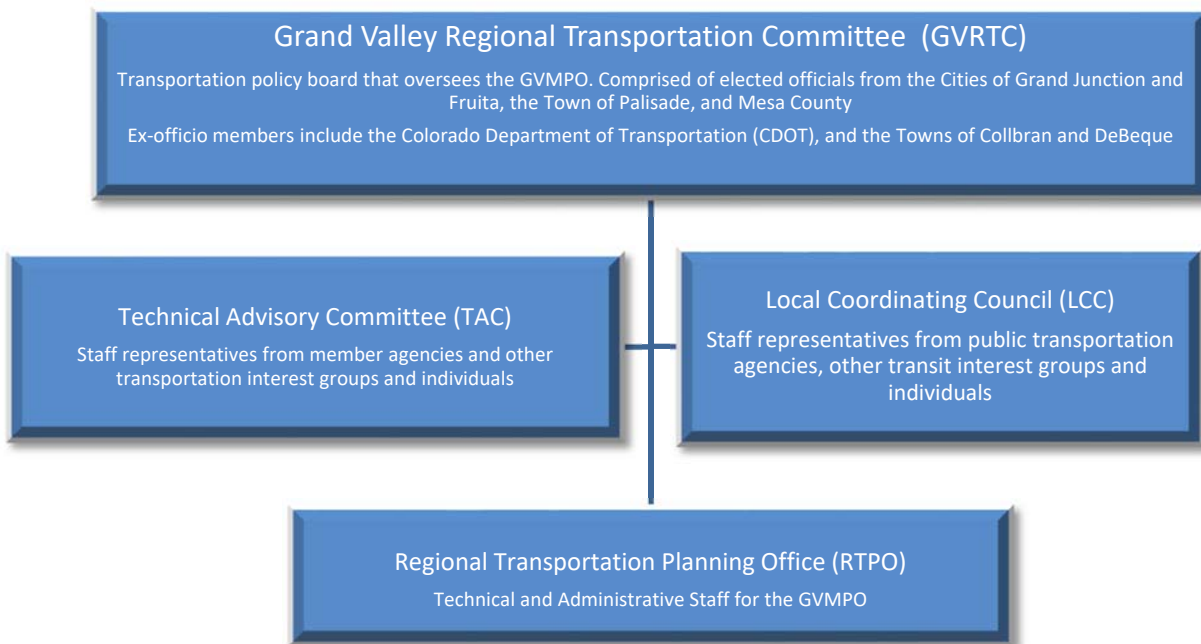 Grand Valley Regional Transportation Committee (GVRTC)
Transportation policy board that oversees the GVMPO. Comprised of elected officials from the Cities of Grand Junction and
Fruita, the Town of Palisade, and Mesa County
Ex-officio members include the Colorado Department of Transportation (CDOT), and the Towns of Collbran and DeBeque
Technical Advisory Committee (TAC)
Staff representatives from member agencies and other
transportation interest groups and individuals
Local Coordinating Council (LCC)
Staff representatives from public transportation
agencies, other transit interest groups and
individuals
Regional Transportation Planning Office (RTPO)
Technical and Administrative Staff for the GVMPO